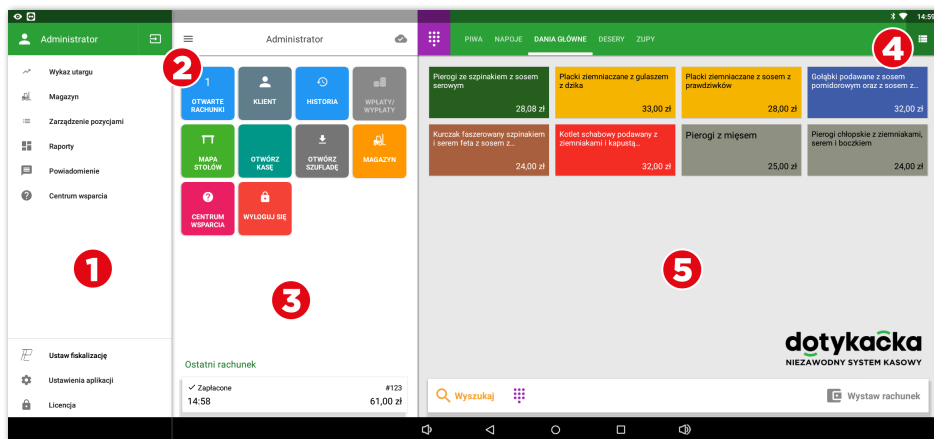 14:59
Administrator
Wykaz utargu
Magazyn
Zarządzenie pozycjami
Raporty
Powiadomienie
Centrum wsparcia
1
Ustaw fiskalizację
Ustawienia aplikacji
Licencja
2
Administrator
1
OTWARTE
RACHUNKI
KLIENT
HISTORIA
WPŁATY/
WYPŁATY
MAPA
STOŁÓW
OTWÓRZ
KASĘ
OTWÓRZ
SZUFLADĘ
MAGAZYN
CENTRUM
WSPARCIA
WYLOGUJ SIĘ
3
Ostatni rachunek
Zapłacone #123
14:58 61,00 zł
PIWA NAPOJE DANIA GŁÓWNE DESERY ZUPY
4
Pierogi ze szpinakiem z sosem
serowym
28,08 zł
Placki ziemniaczane z gulaszem
z dzika
33,00 zł
Placki ziemniaczane z sosem z
prawdziwków
28,00 zł
Gołąbki podawane z sosem
pomidorowym oraz z sosem z...
32,00 zł
Kurczak faszerowany szpinakiem
i serem feta z sosem z...
24,00 zł
Kotlet schabowy podawany z
ziemniakami i kapustą...
32,00 zł
Pierogi z mięsem
25,00 zł
Pierogi chłopskie z ziemniakami,
serem i boczkiem
24,00 zł
5
dotykačka
NIEZAWODNY SYSTEM KASOWY
Wyszukaj
Wystaw rachunek